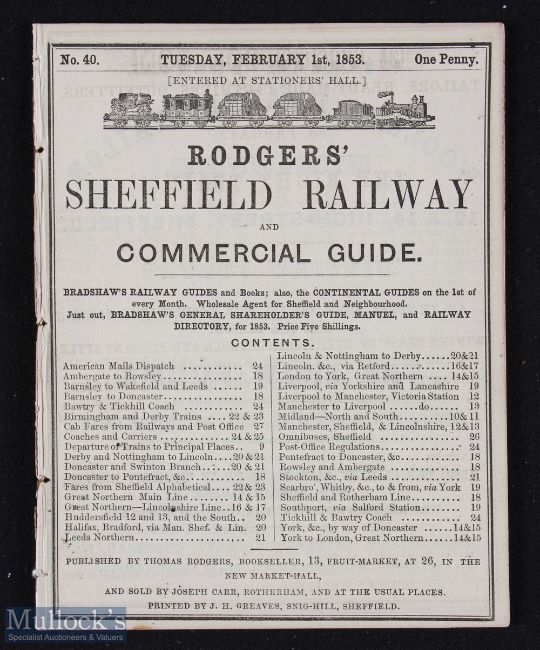 No. 40. TUESDAY, FEBRUARY 1st, 1853. One Penny.
[ENTERED AT STATIONERS' HALL.]
RODGERS'
SHEFFIELD RAILWAY
AND
COMMERCIAL GUIDE.
BRADSHAW'S RAILWAY GUIDES and Books; also, the CONTINENTAL GUIDES on the 1st of
every Month. Wholesale Agent for Sheffield and Neighbourhood.
Just out, BRADSHAW'S GENERAL SHAREHOLDER'S GUIDE, MANUEL, and RAILWAY
DIRECTORY, for 1853. Price Five Shillings.
CONTENTS.
American Mails Dispatch ............ 24
Ambergate to Rowsley ............... 18
Barnsley to Wakefield and Leeds ...... 19
Barnsley to Doncaster ............... 18
Bawtry & Tickhill Coach ............ 24
Birmingham and Derby Trains ... 22 & 23
Cab Fares from Railways and Post Office 27
Coaches and Carriers ............ 24 & 25
Departure of Trains to Principal Places .. 9
Derby and Nottingham to Lincoln ....20 & 21
Doncaster and Swinton Branch ...... 20 & 21
Doncaster to Pontefract, &c. ......... 18
Fares from Sheffield Alphabetical ... 22 & 23
Great Northern Main Line ...... 14 & 15
Great Northern—Lincolnshire Line ..16 & 17
Huddersfield 12 and 13, and the South .. 20
Halifax, Bradford, via Man. Shef. & Lin. 20
Leeds Northern ..................... 21
Lincoln & Nottingham to Derby ......20&21
Lincoln, &c., via Retford ............16&17
London to York, Great Northern ....14&15
Liverpool, via Yorkshire and Lancashire 19
Liverpool to Manchester, Victoria Station 12
Manchester to Liverpool ......do....... 13
Midland—North and South .........10&11
Manchester, Sheffield, & Lincolnshire, 12&13
Omnibuses, Sheffield ............... 26
Post-Office Regulations ............. 24
Pontefract to Doncaster, &c. ......... 18
Rowsley and Ambergate ............. 18
Stockton, &c., via Leeds ............ 21
Scarbro', Whitby, &c., to & from, via York 19
Sheffield and Rotherham Line ......... 18
Southport, via Salford Station ........ 19
Tickhill & Bawtry Coach ............ 24
York, &c., by way of Doncaster .....14&15
York to London, Great Northern ....14&15
PUBLISHED BY THOMAS RODGERS, BOOKSELLER, 13, FRUIT-MARKET, AT 26, IN THE
NEW MARKET-HALL,
AND SOLD BY JOSEPH CARR, ROTHERHAM, AND AT THE USUAL PLACES.
PRINTED BY J. H. GREAVES, SNIG-HILL, SHEFFIELD.
Mullock's
Specialist Auctioneers & Valuers